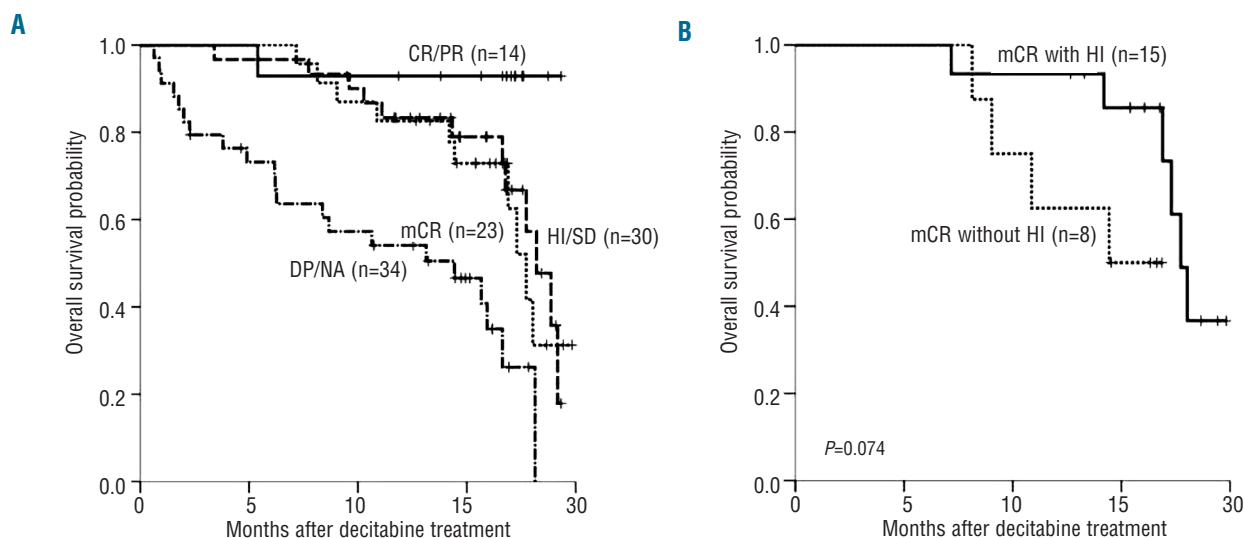 A
Overall survival probability
1.0
0.8
0.6
0.4
0.2
0.0
CR/PR (n=14)
mCR (n=23)
HI/SD (n=30)
DP/NA (n=34)
0 5 10 15 30
Months after decitabine treatment
B
Overall survival probability
1.0
0.8
0.6
0.4
0.2
0.0
mCR with HI (n=15)
mCR without HI (n=8)
P=0.074
0 5 10 15 30
Months after decitabine treatment